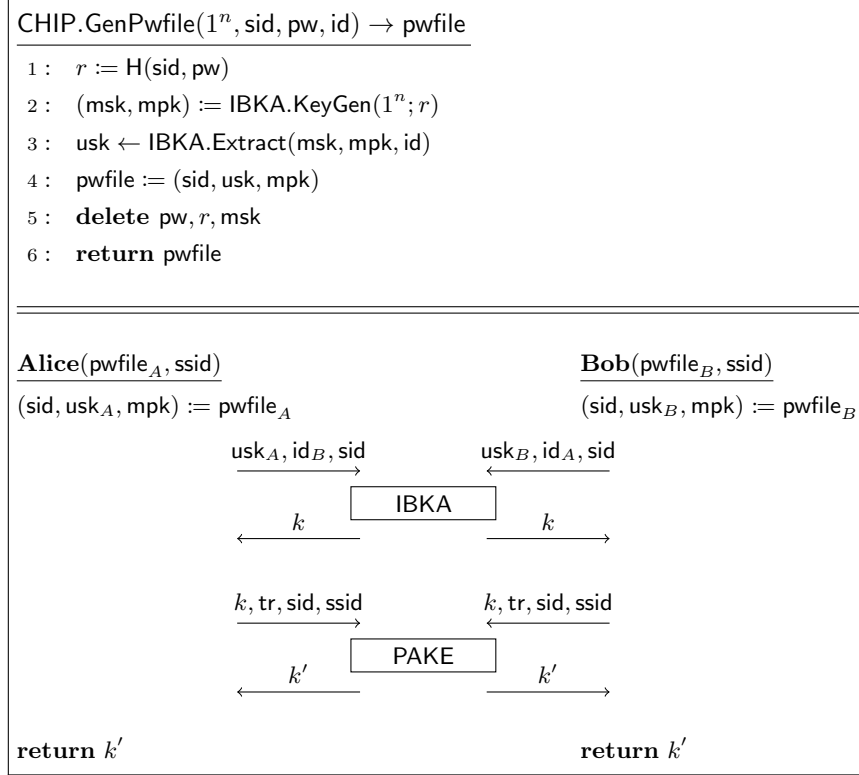 CHIP.GenPwfile(1ⁿ, sid, pw, id) → pwfile
1 : r := H(sid, pw)
2 : (msk, mpk) := IBKA.KeyGen(1ⁿ; r)
3 : usk ← IBKA.Extract(msk, mpk, id)
4 : pwfile := (sid, usk, mpk)
5 : delete pw, r, msk
6 : return pwfile
Alice(pwfile_A, ssid) Bob(pwfile_B, ssid)
(sid, usk_A, mpk) := pwfile_A (sid, usk_B, mpk) := pwfile_B
usk_A, id_B, sid usk_B, id_A, sid
IBKA
k k
k, tr, sid, ssid k, tr, sid, ssid
PAKE
k′ k′
return k′ return k′